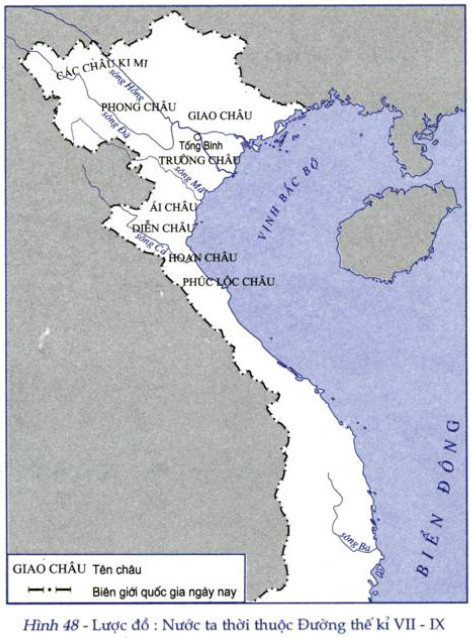 CÁC CHÂU KI MI
sông Hồng
PHONG CHÂU
GIAO CHÂU
sông Đà
Tống Bình
TRƯỜNG CHÂU
sông Mã
VỊNH BẮC BỘ
ÁI CHÂU
DIỄN CHÂU
sông Cả
HOAN CHÂU
PHÚC LỘC CHÂU
BIỂN ĐÔNG
sông Ba
GIAO CHÂU Tên châu
Biên giới quốc gia ngày nay
Hình 48 - Lược đồ : Nước ta thời thuộc Đường thế kỉ VII - IX